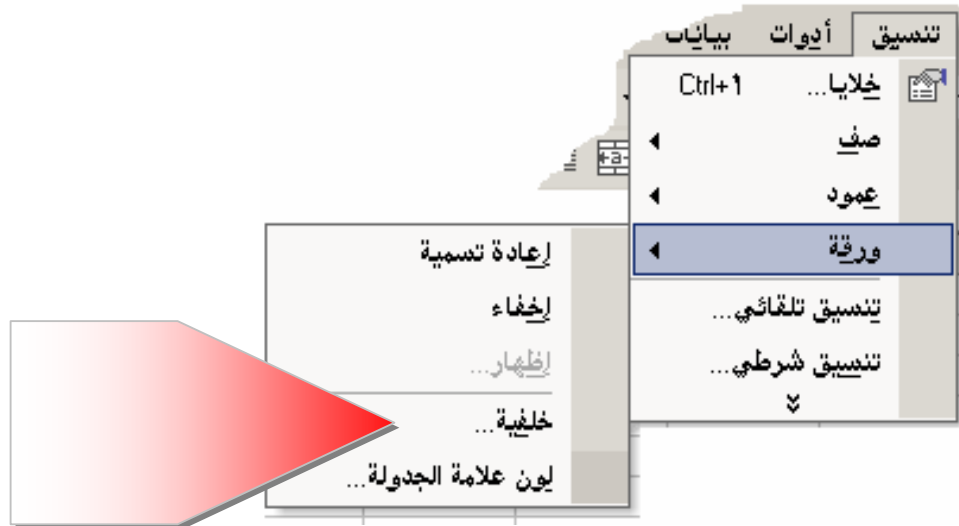 تنسيق أدوات بيانات
خلايا... Ctrl+1
صف
عمود
ورقة
تنسيق تلقائي...
تنسيق شرطي...
إعادة تسمية
إخفاء
إظهار...
خلفية...
لون علامة الجدولة...